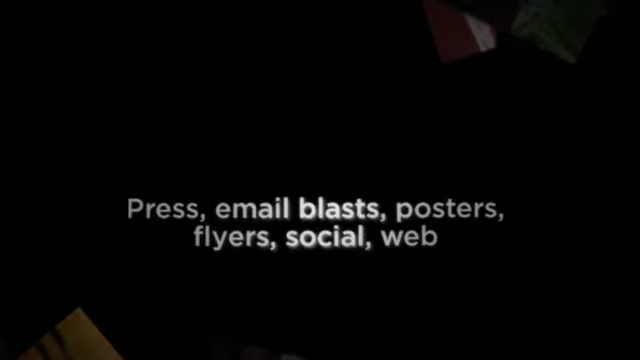 Press, email blasts, posters,
flyers, social, web